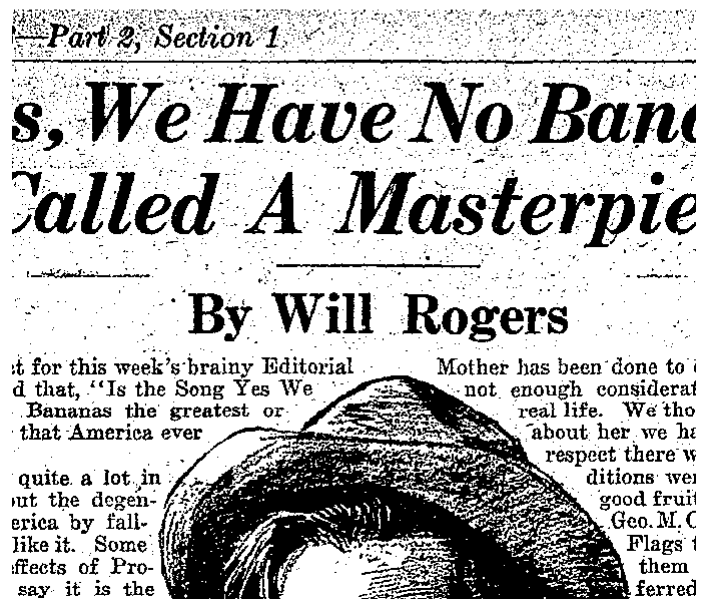 —Part 2, Section 1
s, We Have No Bana
Called A Masterpie
By Will Rogers
st for this week's brainy Editorial
d that, "Is the Song Yes We
Bananas the greatest or
that America ever
quite a lot in
out the degen-
erica by fall-
like it. Some
effects of Pro-
say it is the
Mother has been done to
not enough considerat
real life. We tho
about her we ha
respect there w
ditions wer
good fruit
Geo. M. C
Flags t
them
ferred